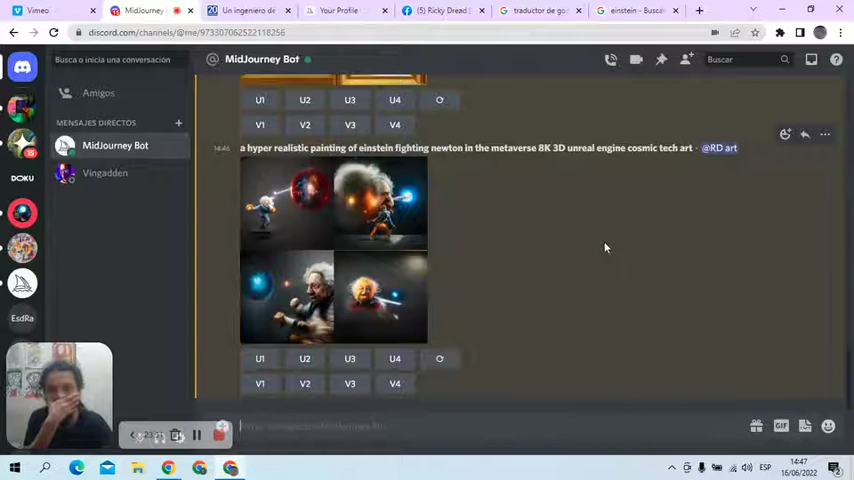 Vimeo
MidJourney
Un ingeniero de
Your Profile
(5) Ricky Dread
traductor de goo
einstein - Busca
discord.com/channels/@me/973307062522118256
Busca o inicia una conversación
MidJourney Bot
Buscar
Amigos
MENSAJES DIRECTOS
MidJourney Bot
Vingadden
15
DOKU
EsdRa
U1 U2 U3 U4
V1 V2 V3 V4
14:46 a hyper realistic painting of einstein fighting newton in the metaverse 8K 3D unreal engine cosmic tech art - @RD art
U1 U2 U3 U4
V1 V2 V3 V4
GIF
ESP
14:47
16/06/2022
2